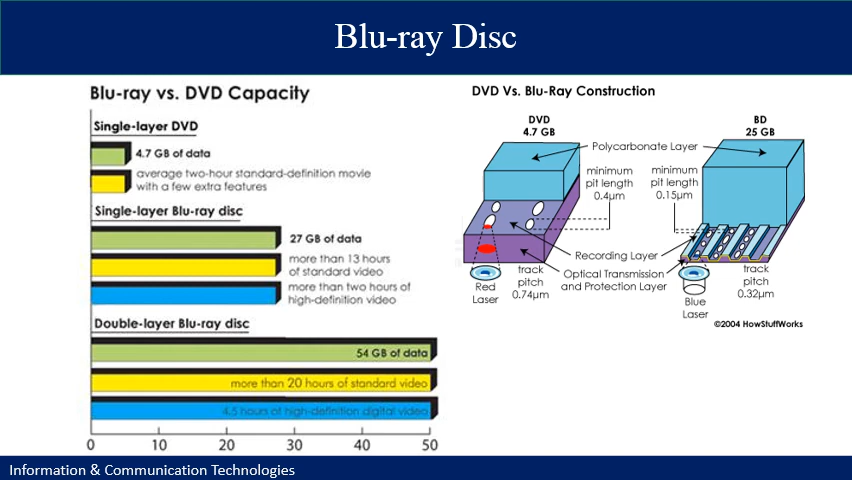 Blu-ray Disc
Blu-ray vs. DVD Capacity
Single-layer DVD
4.7 GB of data
average two-hour standard-definition movie
with a few extra features
Single-layer Blu-ray disc
27 GB of data
more than 13 hours
of standard video
more than two hours of
high-definition video
Double-layer Blu-ray disc
54 GB of data
more than 20 hours of standard video
4.5 hours of high-definition digital video
0
10
20
30
40
50
DVD Vs. Blu-Ray Construction
DVD
4.7 GB
BD
25 GB
Polycarbonate Layer
minimum
pit length
0.4µm
minimum
pit length
0.15µm
Recording Layer
Optical Transmission
and Protection Layer
Red
Laser
track
pitch
0.74µm
Blue
Laser
track
pitch
0.32µm
©2004 HowStuffWorks
Information & Communication Technologies